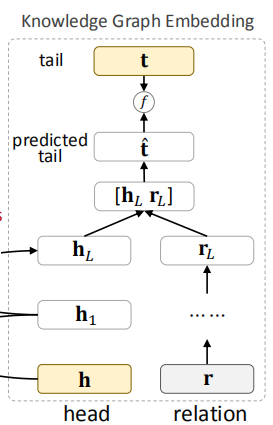 Knowledge Graph Embedding
tail
t
f
predicted
tail
t̂
[h_L r_L]
h_L
r_L
h_1
... ...
h
r
head
relation